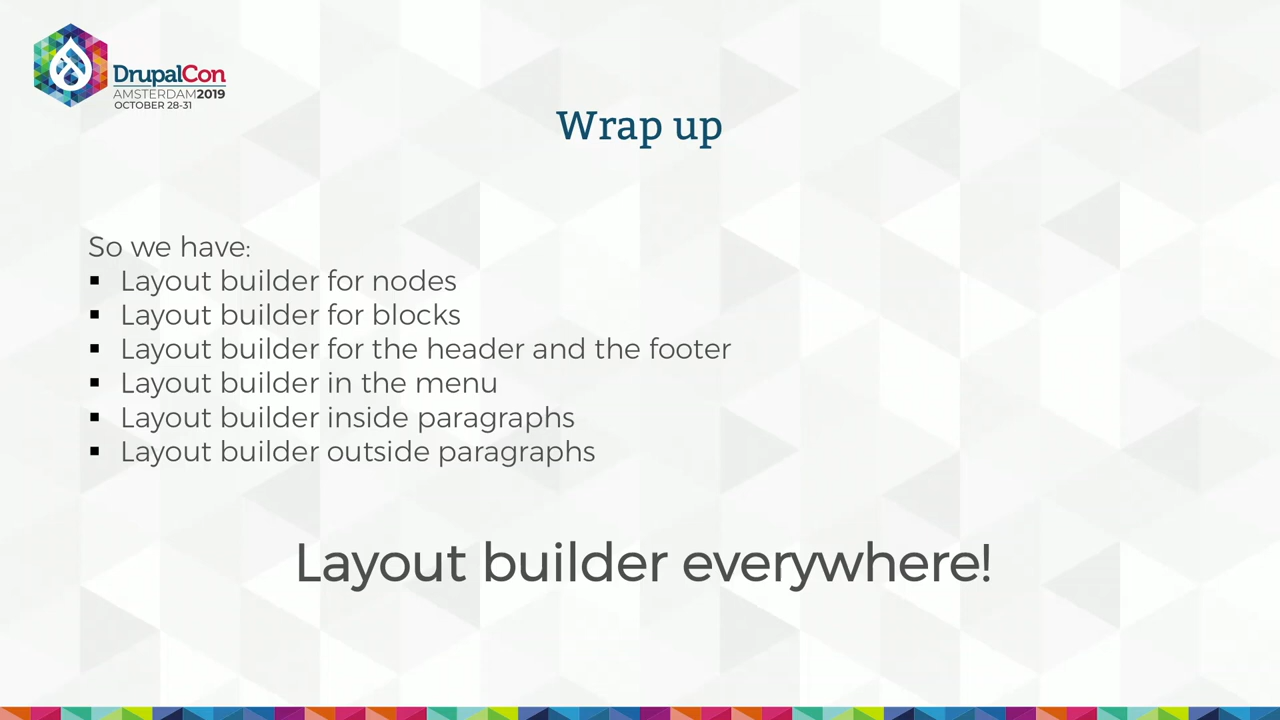 DrupalCon
AMSTERDAM2019
OCTOBER 28-31
Wrap up
So we have:
▪ Layout builder for nodes
▪ Layout builder for blocks
▪ Layout builder for the header and the footer
▪ Layout builder in the menu
▪ Layout builder inside paragraphs
▪ Layout builder outside paragraphs
Layout builder everywhere!